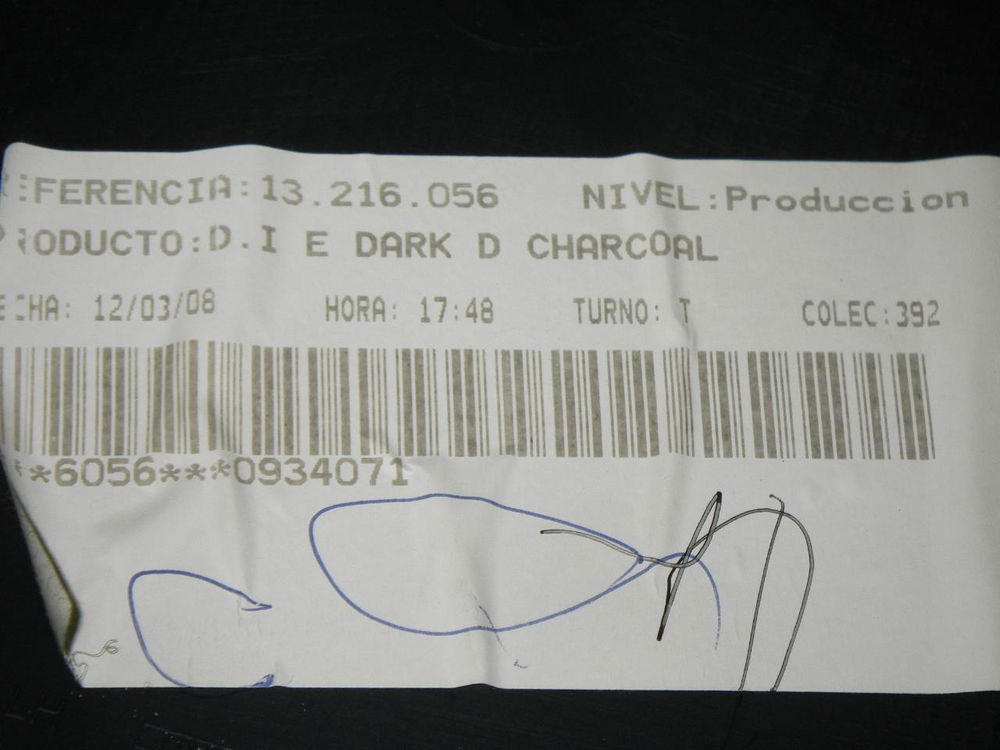 EFERENCIA:13.216.056 NIVEL:Produccion
PRODUCTO:D.I E DARK D CHARCOAL
ECHA: 12/03/08 HORA: 17:48 TURNO: T COLEC:392
**6056***0934071